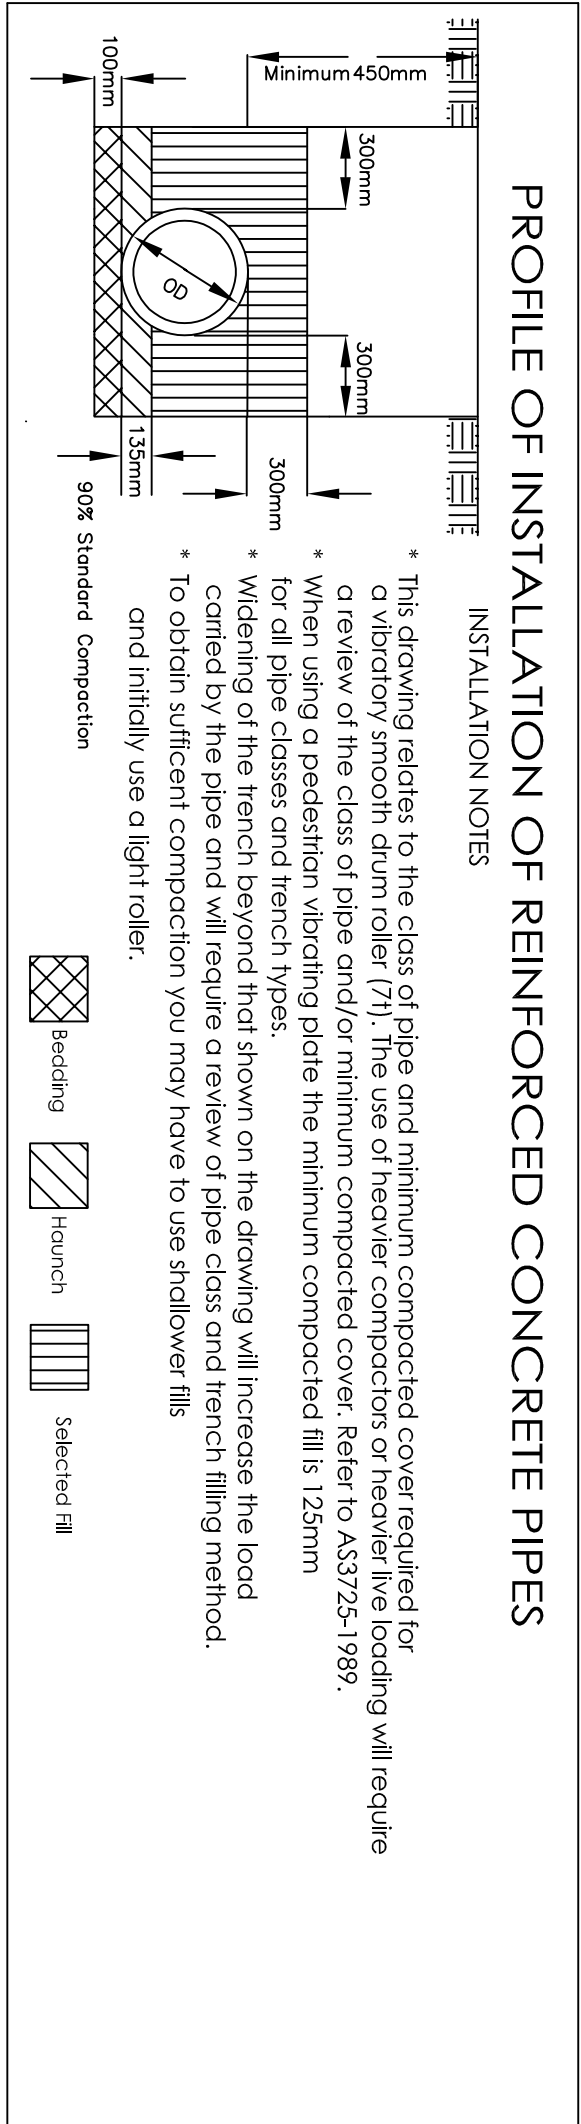 PROFILE OF INSTALLATION OF REINFORCED CONCRETE PIPES
INSTALLATION NOTES
* This drawing relates to the class of pipe and minimum compacted cover required for
a vibratory smooth drum roller (7t). The use of heavier compactors or heavier live loading will require
a review of the class of pipe and/or minimum compacted cover. Refer to AS3725-1989.
* When using a pedestrian vibrating plate the minimum compacted fill is 125mm
for all pipe classes and trench types.
* Widening of the trench beyond that shown on the drawing will increase the load
carried by the pipe and will require a review of pipe class and trench filling method.
* To obtain sufficent compaction you may have to use shallower fills
and initially use a light roller.
Minimum 450mm
300mm
300mm
OD
300mm
100mm
135mm
90% Standard Compaction
Bedding
Haunch
Selected Fill